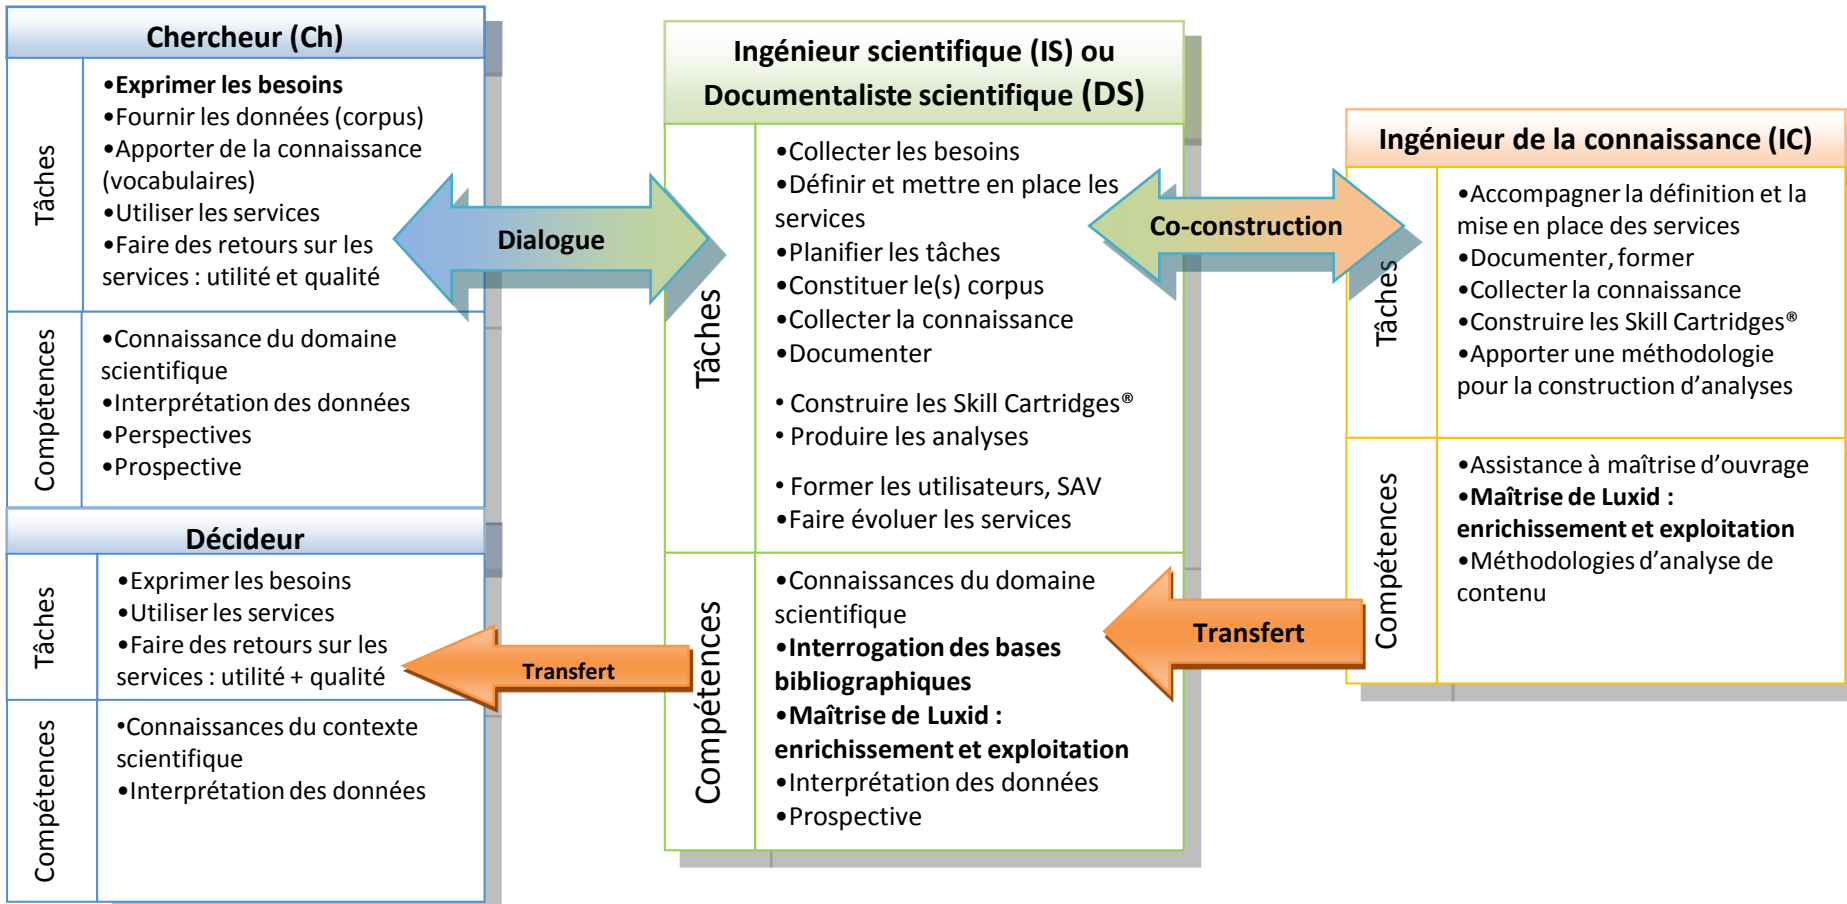 Chercheur (Ch)
Tâches
•Exprimer les besoins
•Fournir les données (corpus)
•Apporter de la connaissance
(vocabulaires)
•Utiliser les services
•Faire des retours sur les
services : utilité et qualité
Compétences
•Connaissance du domaine
scientifique
•Interprétation des données
•Perspectives
•Prospective
Décideur
Tâches
•Exprimer les besoins
•Utiliser les services
•Faire des retours sur les
services : utilité + qualité
Compétences
•Connaissances du contexte
scientifique
•Interprétation des données
Dialogue
Transfert
Ingénieur scientifique (IS) ou
Documentaliste scientifique (DS)
Tâches
•Collecter les besoins
•Définir et mettre en place les
services
•Planifier les tâches
•Constituer le(s) corpus
•Collecter la connaissance
•Documenter
• Construire les Skill Cartridges®
• Produire les analyses
• Former les utilisateurs, SAV
•Faire évoluer les services
Compétences
•Connaissances du domaine
scientifique
•Interrogation des bases
bibliographiques
•Maîtrise de Luxid :
enrichissement et exploitation
•Interprétation des données
•Prospective
Co-construction
Transfert
Ingénieur de la connaissance (IC)
Tâches
•Accompagner la définition et la
mise en place des services
•Documenter, former
•Collecter la connaissance
•Construire les Skill Cartridges®
•Apporter une méthodologie
pour la construction d’analyses
Compétences
•Assistance à maîtrise d’ouvrage
•Maîtrise de Luxid :
enrichissement et exploitation
•Méthodologies d’analyse de
contenu